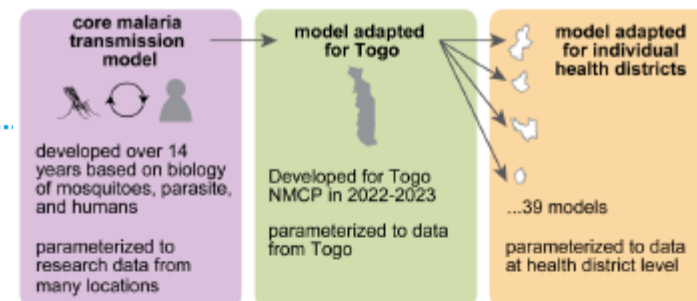 core malaria
transmission
model
developed over 14
years based on biology
of mosquitoes, parasite,
and humans
parameterized to
research data from
many locations
model adapted
for Togo
Developed for Togo
NMCP in 2022-2023
parameterized to data
from Togo
model adapted
for individual
health districts
...39 models
parameterized to data
at health district level